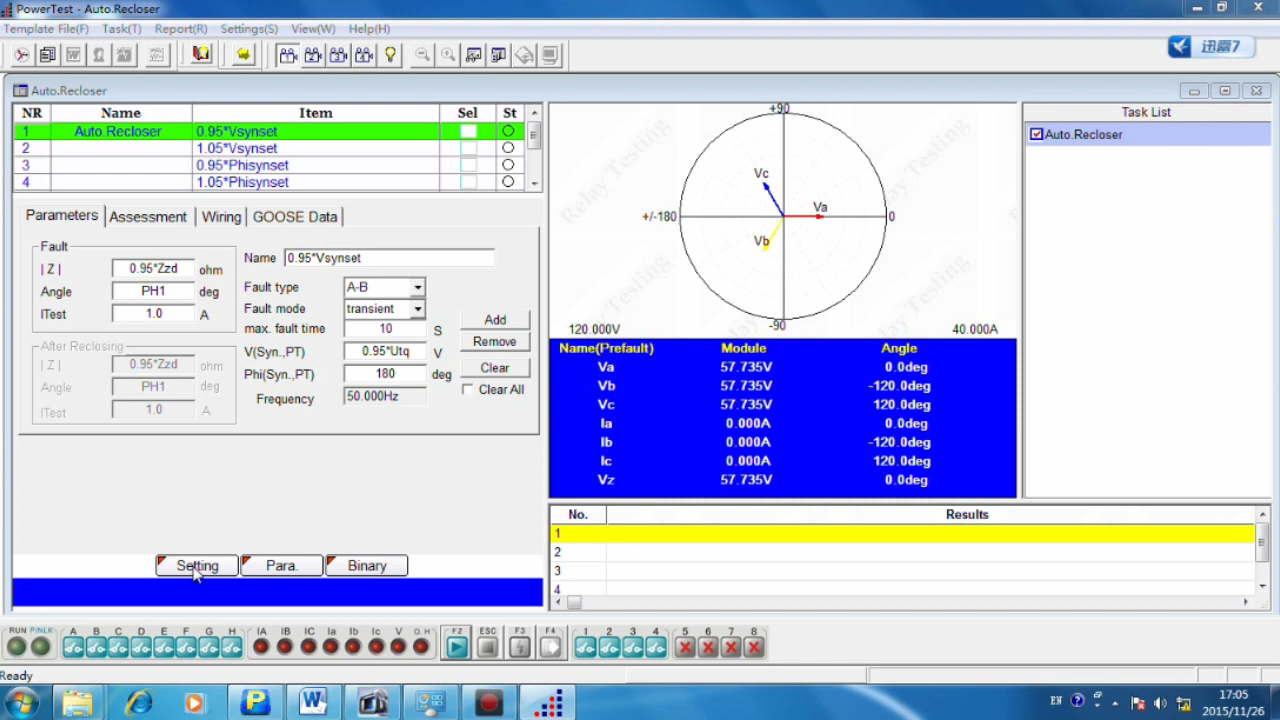 PowerTest - Auto.Recloser
Template File(F) Task(T) Report(R) Settings(S) View(W) Help(H)
迅雷7
Auto.Recloser
NR Name Item Sel St
1 Auto.Recloser 0.95*Vsynset
2 1.05*Vsynset
3 0.95*Phisynset
4 1.05*Phisynset
Parameters Assessment Wiring GOOSE Data
Fault
|Z| 0.95*Zzd ohm
Angle PH1 deg
ITest 1.0 A
After Reclosing
|Z| 0.95*Zzd ohm
Angle PH1 deg
ITest 1.0 A
Name 0.95*Vsynset
Fault type A-B
Fault mode transient
max. fault time 10 S
V(Syn.,PT) 0.95*Utq V
Phi(Syn.,PT) 180 deg
Frequency 50.000Hz
Add
Remove
Clear
Clear All
Setting Para. Binary
+90
Relay Testing
Vc
Va
+/-180
0
Vb
Relay Testing
Relay Testing
120.000V -90 40.000A
Name(Prefault) Module Angle
Va 57.735V 0.0deg
Vb 57.735V -120.0deg
Vc 57.735V 120.0deg
Ia 0.000A 0.0deg
Ib 0.000A -120.0deg
Ic 0.000A 120.0deg
Vz 57.735V 0.0deg
Task List
Auto.Recloser
No. Results
1
2
3
4
RUN P/NLK A B C D E F G H IA IB IC Ia Ib Ic V O.H F2 ESC F3 F4 1 2 3 4 5 6 7 8
Ready
EN 17:05
2015/11/26